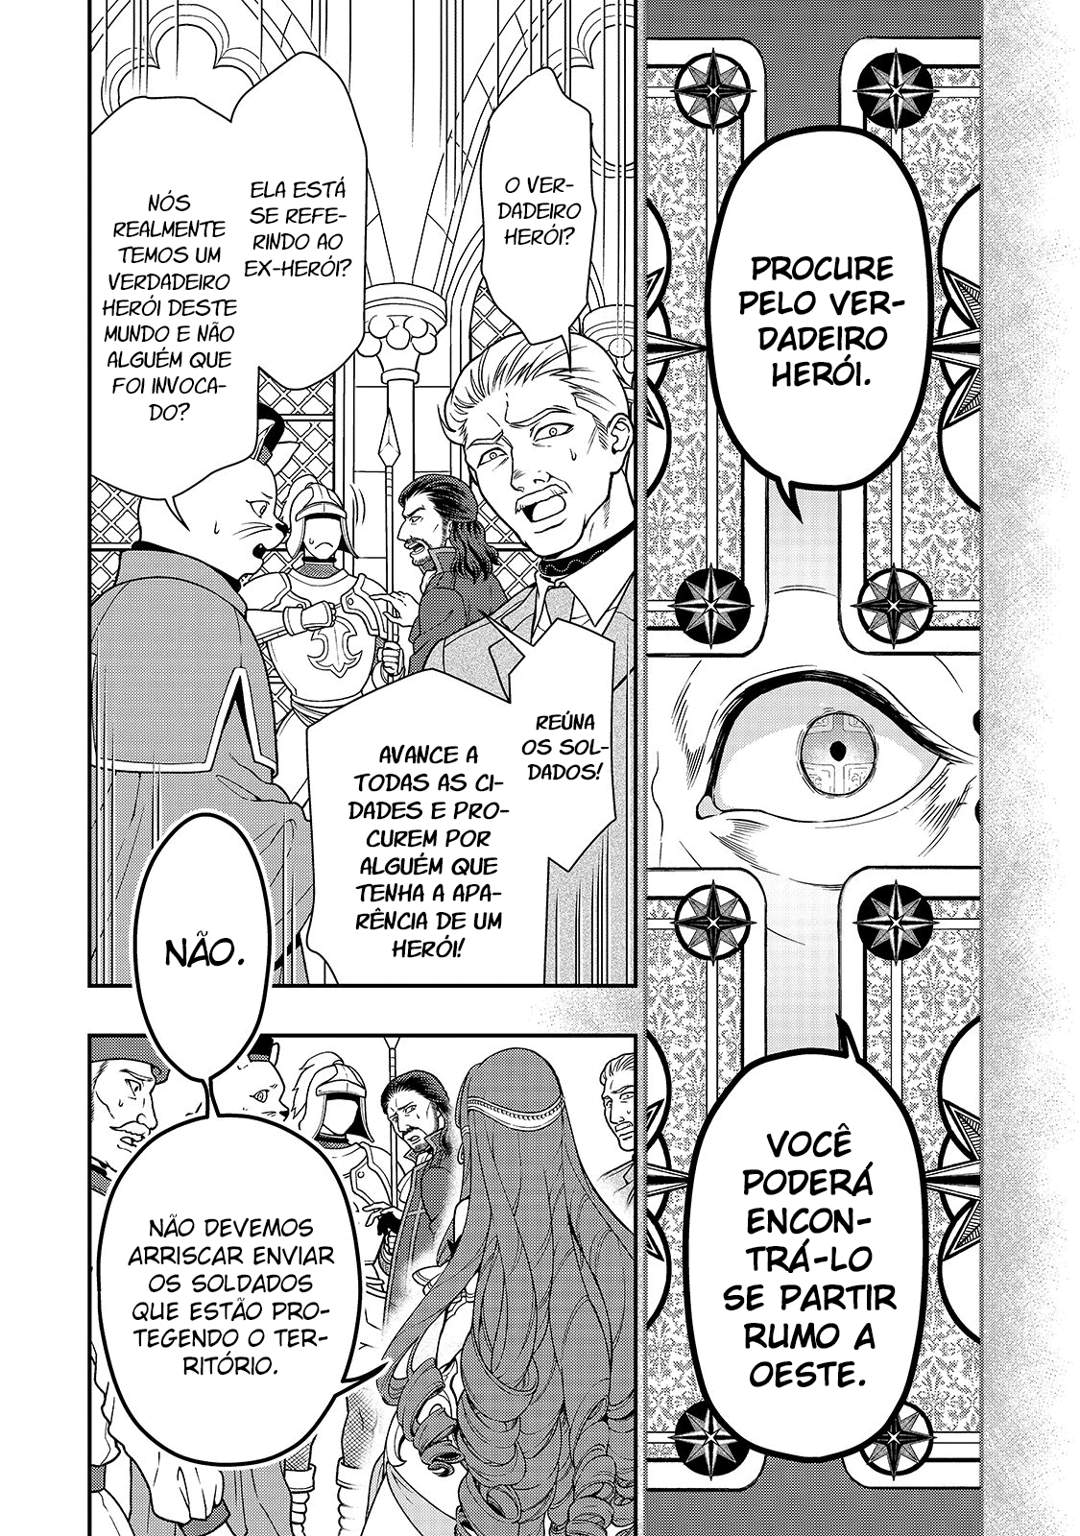 PROCURE
PELO VER-
DADEIRO
HERÓI.
VOCÊ
PODERÁ
ENCON-
TRÁ-LO
SE PARTIR
RUMO A
OESTE.
O VER-
DADEIRO
HERÓI?
ELA ESTÁ
SE REFE-
RINDO AO
EX-HERÓI?
NÓS
REALMENTE
TEMOS UM
VERDADEIRO
HERÓI DESTE
MUNDO E NÃO
ALGUÉM QUE
FOI INVOCA-
DO?
REÚNA
OS SOL-
DADOS!
AVANCE A
TODAS AS CI-
DADES E PRO-
CUREM POR
ALGUÉM QUE
TENHA A APA-
RÊNCIA DE UM
HERÓI!
NÃO.
NÃO DEVEMOS
ARRISCAR ENVIAR
OS SOLDADOS
QUE ESTÃO PRO-
TEGENDO O TER-
RITÓRIO.